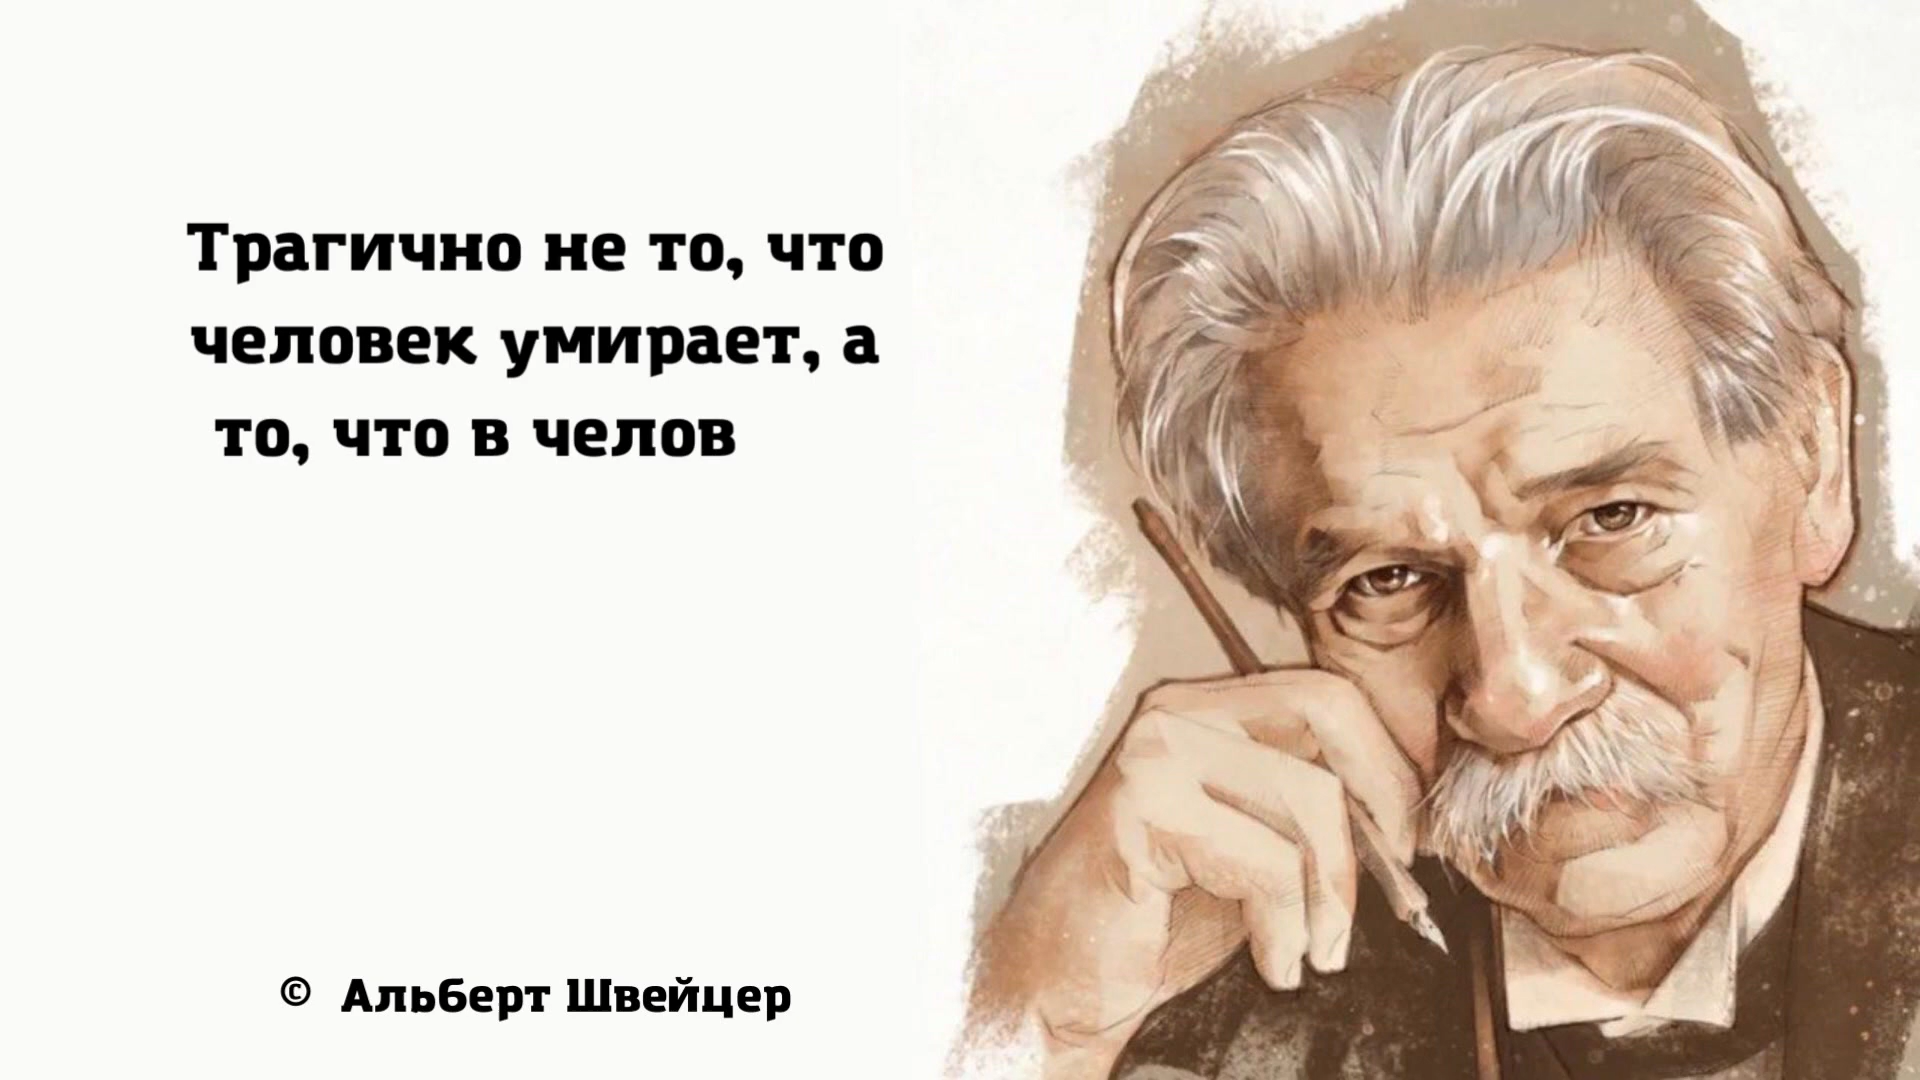 Трагично не то, что
человек умирает, а
то, что в челов
© Альберт Швейцер